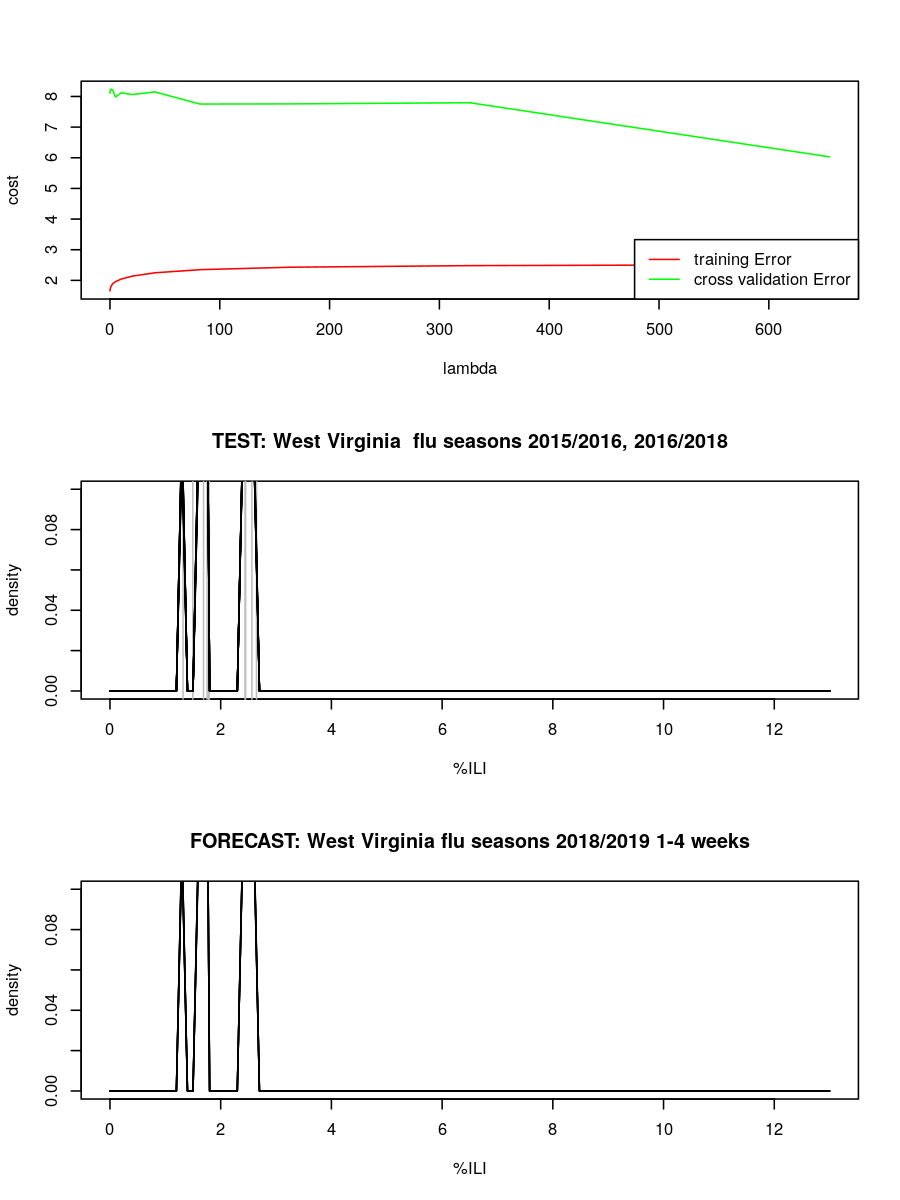 8
7
6
5
4
3
2
cost
training Error
cross validation Error
0 100 200 300 400 500 600
lambda
TEST: West Virginia  flu seasons 2015/2016, 2016/2018
0.08
0.04
0.00
density
0 2 4 6 8 10 12
%ILI
FORECAST: West Virginia flu seasons 2018/2019 1-4 weeks
0.08
0.04
0.00
density
0 2 4 6 8 10 12
%ILI